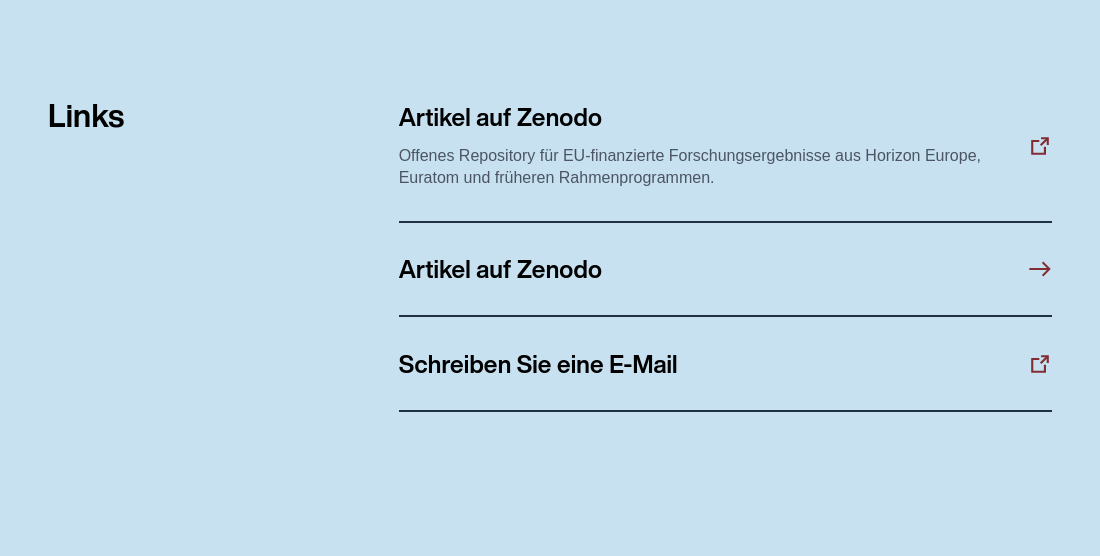 Links
Artikel auf Zenodo
Offenes Repository für EU-finanzierte Forschungsergebnisse aus Horizon Europe,
Euratom und früheren Rahmenprogrammen.
Artikel auf Zenodo
Schreiben Sie eine E-Mail